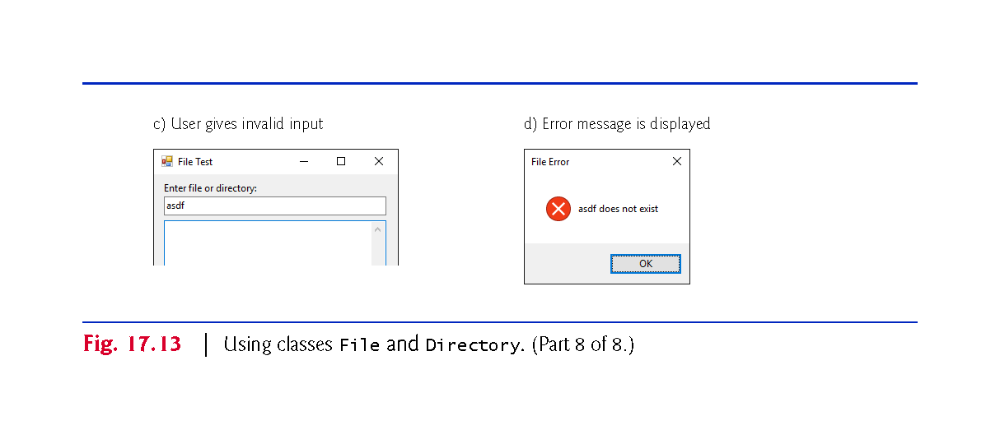 c) User gives invalid input
File Test
Enter file or directory:
asdf
d) Error message is displayed
File Error
asdf does not exist
OK
Fig. 17.13 | Using classes File and Directory. (Part 8 of 8.)